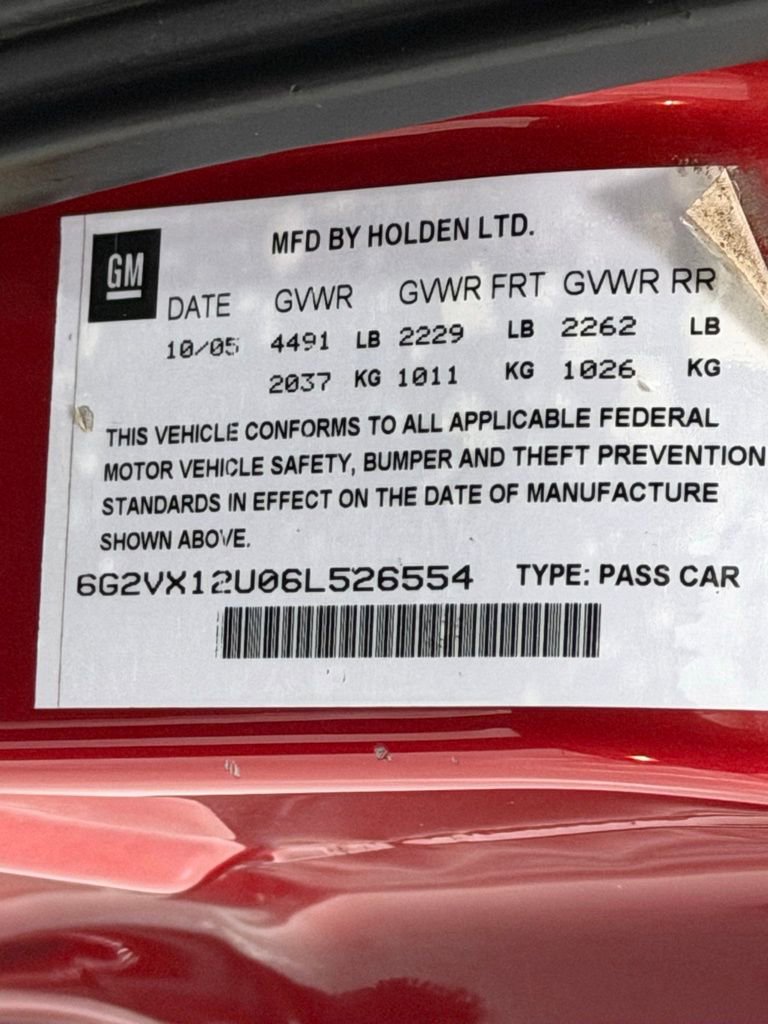 GM
MFD BY HOLDEN LTD.
DATE GVWR GVWR FRT GVWR RR
10/05 4491 LB 2229 LB 2262 LB
2037 KG 1011 KG 1026 KG
THIS VEHICLE CONFORMS TO ALL APPLICABLE FEDERAL
MOTOR VEHICLE SAFETY, BUMPER AND THEFT PREVENTION
STANDARDS IN EFFECT ON THE DATE OF MANUFACTURE
SHOWN ABOVE.
6G2VX12U06L526554 TYPE: PASS CAR